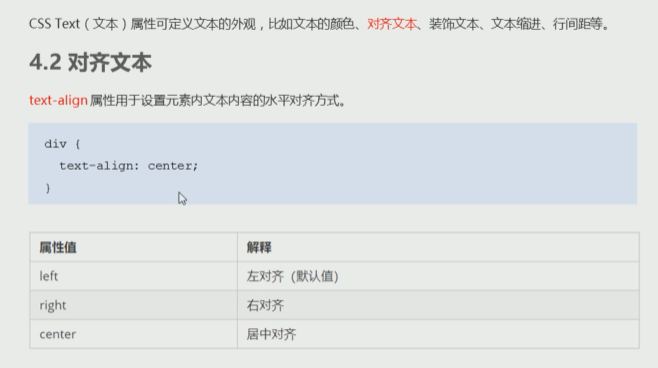 CSS Text（文本）属性可定义文本的外观，比如文本的颜色、对齐文本、装饰文本、文本缩进、行间距等。
4.2 对齐文本
text-align 属性用于设置元素内文本内容的水平对齐方式。
div {
  text-align: center;
}
属性值 解释
left 左对齐（默认值）
right 右对齐
center 居中对齐